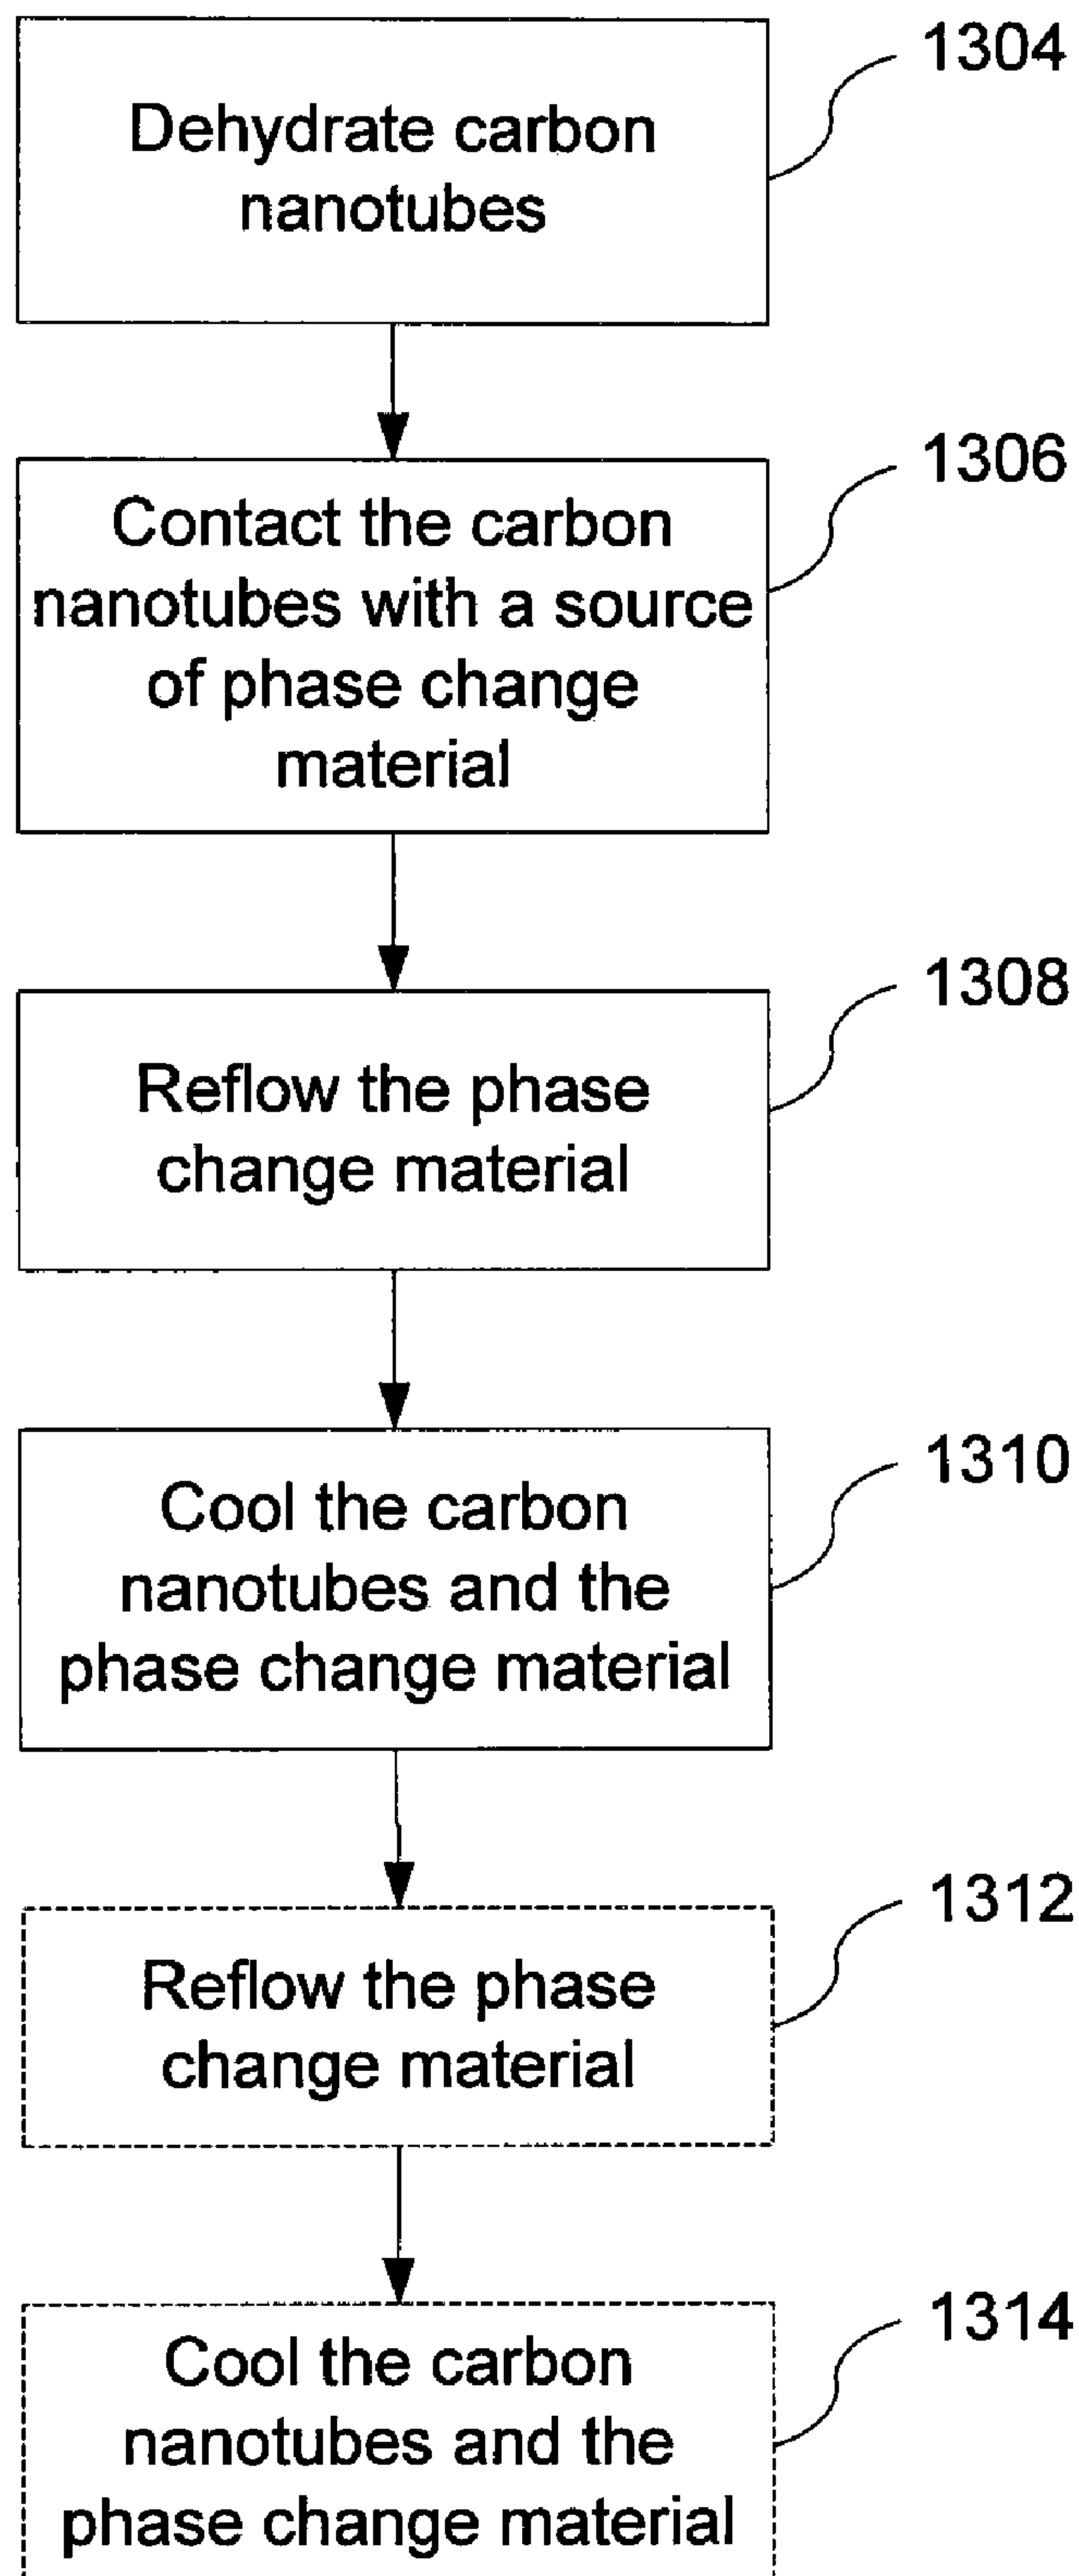 1304
Dehydrate carbon
nanotubes
1306
Contact the carbon
nanotubes with a source
of phase change
material
1308
Reflow the phase
change material
1310
Cool the carbon
nanotubes and the
phase change material
1312
Reflow the phase
change material
1314
Cool the carbon
nanotubes and the
phase change material